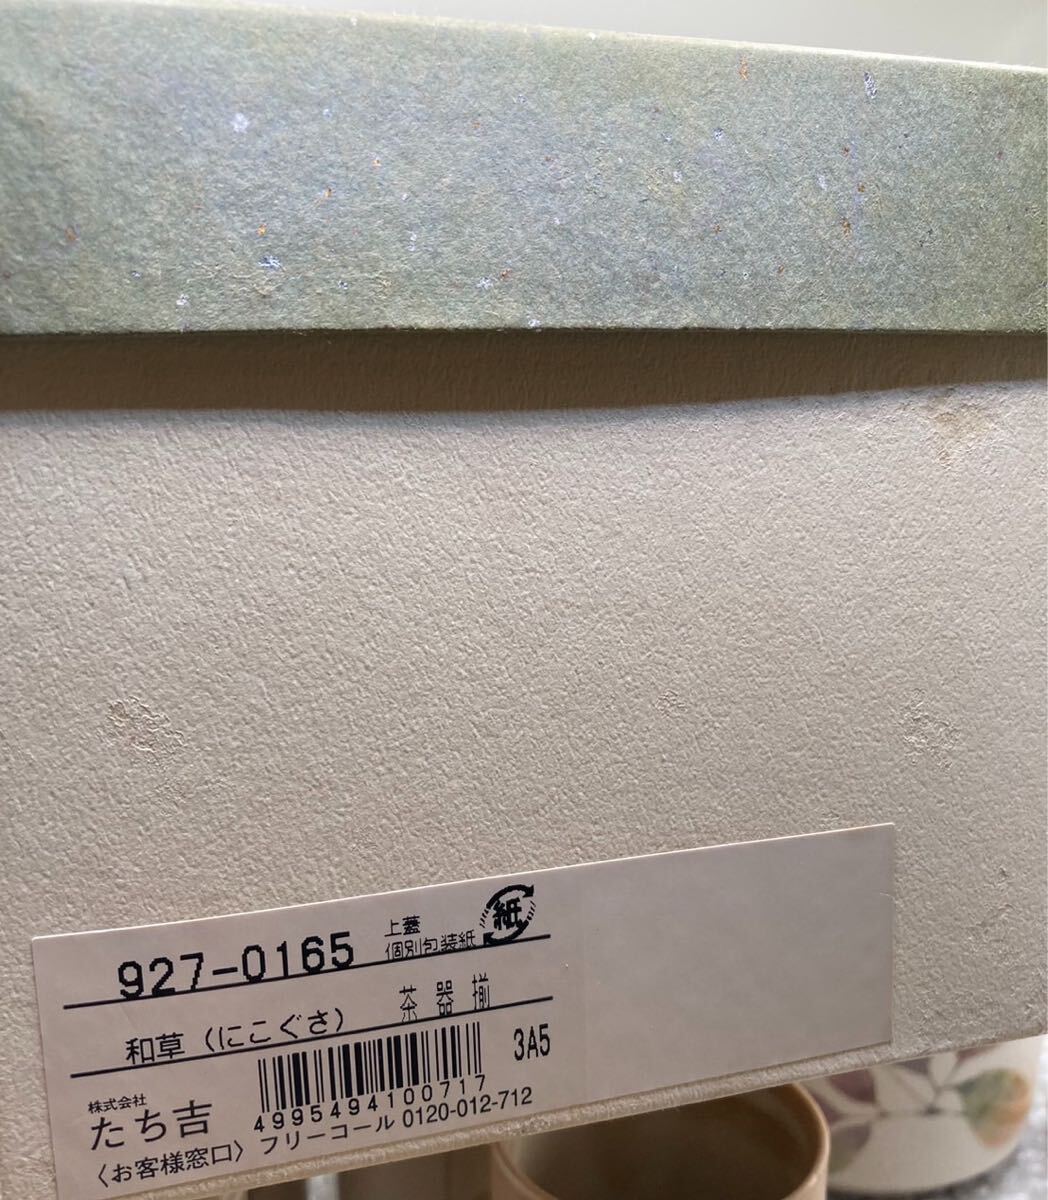 927-0165
上蓋
個別包装紙
紙
和草（にこぐさ） 茶器揃
3A5
4995494100717
株式会社
たち吉
〈お客様窓口〉フリーコール 0120-012-712